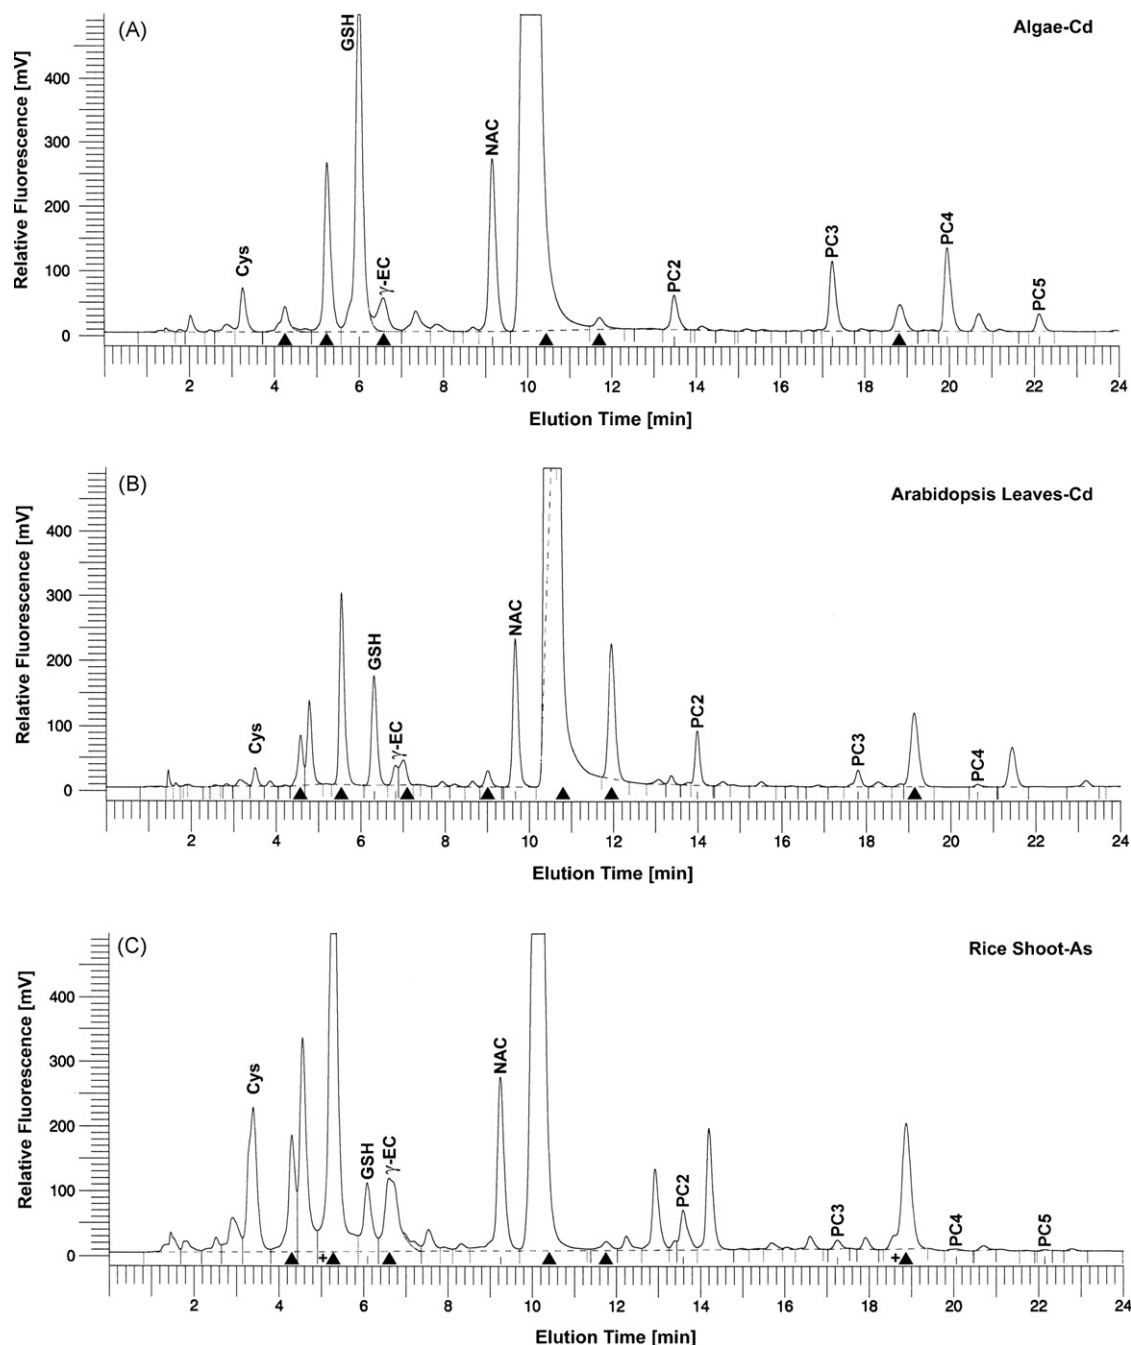 (A)
Algae-Cd
Relative Fluorescence [mV]
400
300
200
100
0
Cys
GSH
γ-EC
NAC
PC2
PC3
PC4
PC5
2 4 6 8 10 12 14 16 18 20 22 24
Elution Time [min]
(B)
Arabidopsis Leaves-Cd
Relative Fluorescence [mV]
400
300
200
100
0
Cys
GSH
γ-EC
NAC
PC2
PC3
PC4
2 4 6 8 10 12 14 16 18 20 22 24
Elution Time [min]
(C)
Rice Shoot-As
Relative Fluorescence [mV]
400
300
200
100
0
Cys
GSH
γ-EC
NAC
PC2
PC3
PC4
PC5
+ +
2 4 6 8 10 12 14 16 18 20 22 24
Elution Time [min]